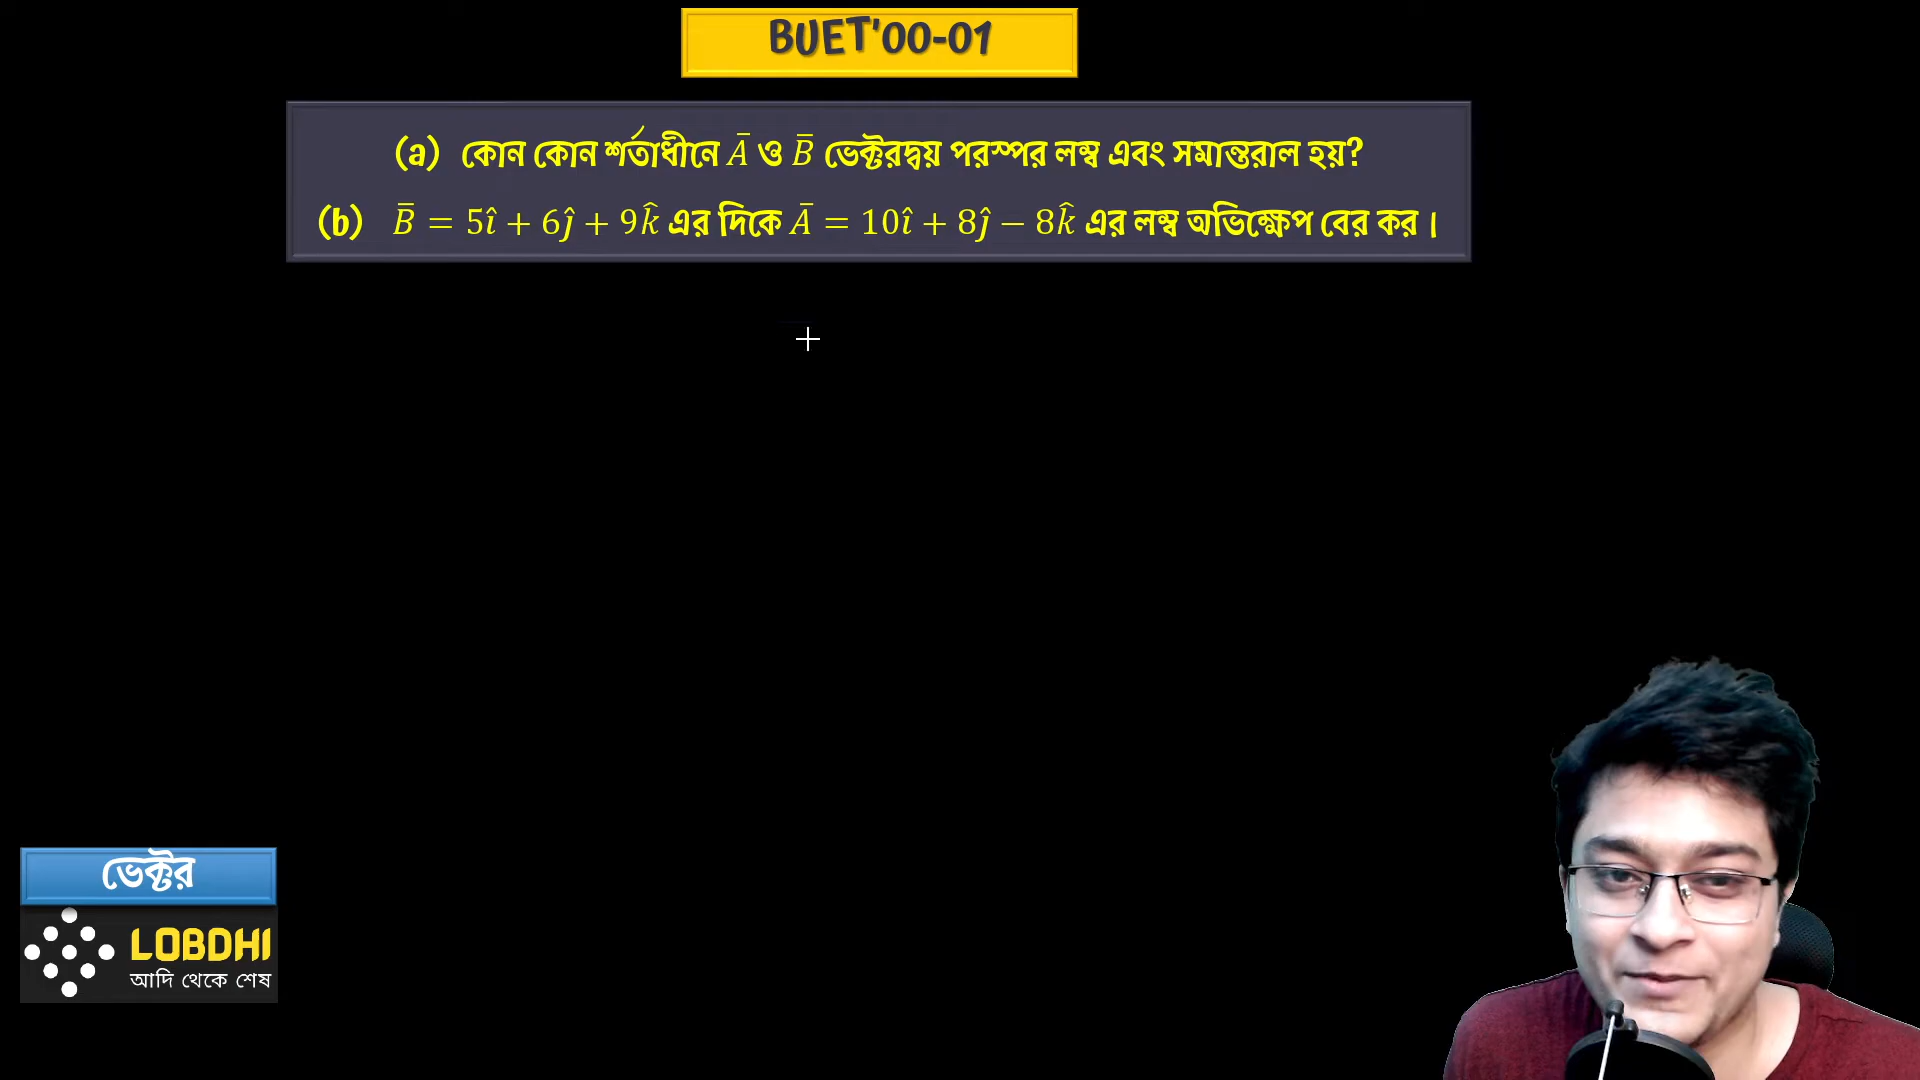 BUET'00-01
(a) কোন কোন শর্তাধীনে A̅ ও B̅ ভেক্টরদ্বয় পরস্পর লম্ব এবং সমান্তরাল হয়?
(b) B̅ = 5î + 6ĵ + 9k̂ এর দিকে A̅ = 10î + 8ĵ − 8k̂ এর লম্ব অভিক্ষেপ বের কর।
ভেক্টর
LOBDHI
আদি থেকে শেষ